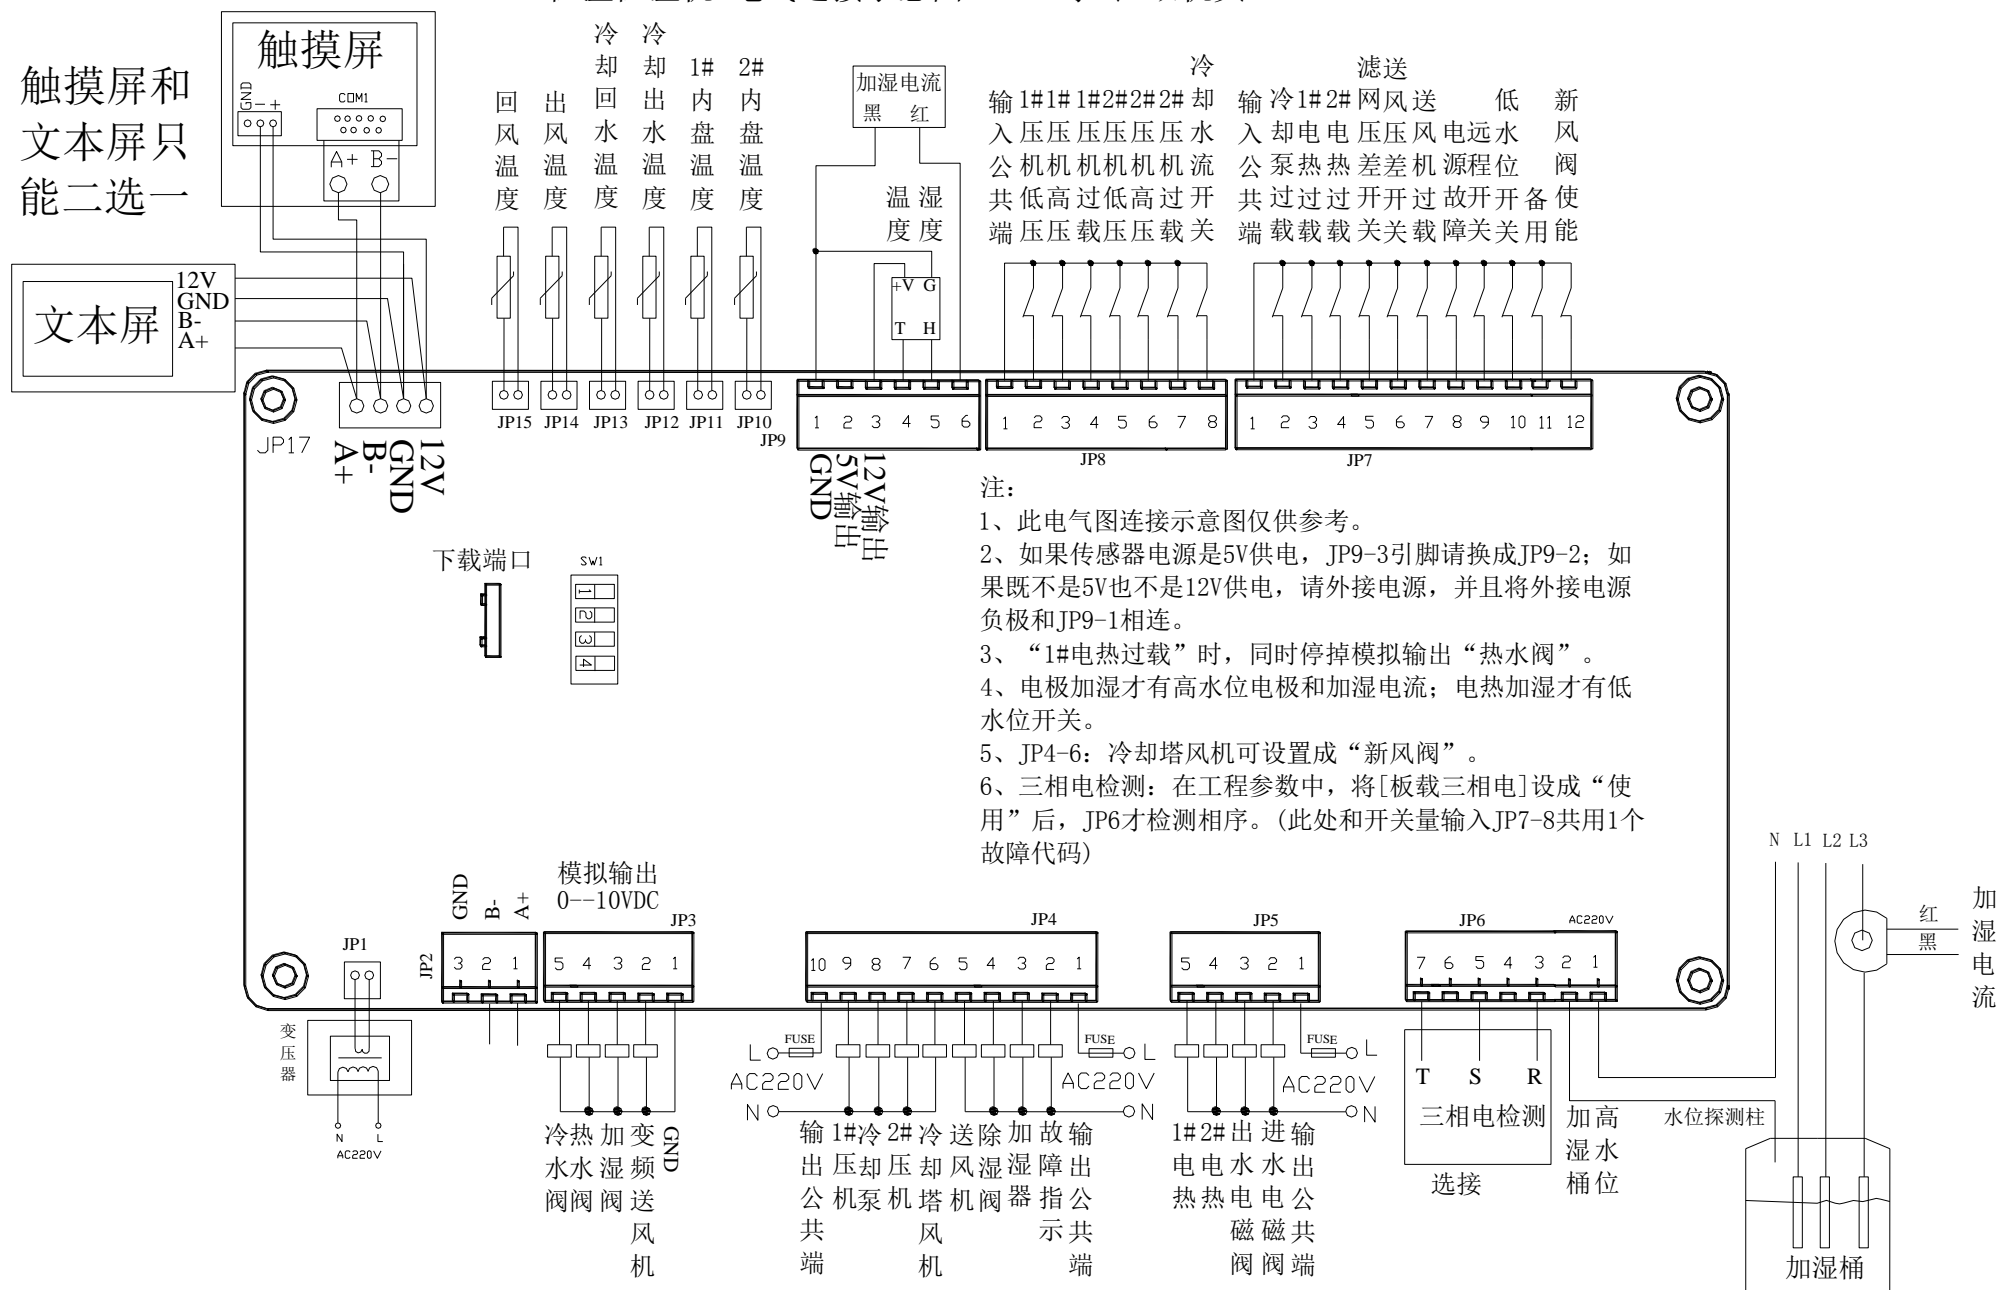 触摸屏和
文本屏只
能二选一
触摸屏
GND
-
+
COM1
A+ B-
文本屏
12V
GND
B-
A+
JP17
A+
B-
GND
12V
回风温度
出风温度
冷却回水温度
冷却出水温度
1#内盘温度
2#内盘温度
JP15
JP14
JP13
JP12
JP11
JP10
加湿电流
黑 红
温度
湿度
+V G
T H
JP9
1 2 3 4 5 6
GND
5V输出
12V输出
输入公共端
1#压机低压
1#压机高压
1#压机过载
2#压机低压
2#压机高压
2#压机过载
冷却水流开关
1 2 3 4 5 6 7 8
JP8
输入公共端
冷却泵过载
1#电热过载
2#电热过载
滤网压差开关
送风压差开关
送风机过载
电源故障
远程开关
低水位开关
备用
新风阀使能
1 2 3 4 5 6 7 8 9 10 11 12
JP7
下载端口
SW1
1
2
3
4
注：
1、此电气图连接示意图仅供参考。
2、如果传感器电源是5V供电，JP9-3引脚请换成JP9-2；如
果既不是5V也不是12V供电，请外接电源，并且将外接电源
负极和JP9-1相连。
3、“1#电热过载”时，同时停掉模拟输出“热水阀”。
4、电极加湿才有高水位电极和加湿电流；电热加湿才有低
水位开关。
5、JP4-6：冷却塔风机可设置成“新风阀”。
6、三相电检测：在工程参数中，将[板载三相电]设成“使
用”后，JP6才检测相序。(此处和开关量输入JP7-8共用1个
故障代码)
JP1
变压器
N L
AC220V
GND
B-
A+
JP2
3 2 1
模拟输出
0--10VDC
JP3
5 4 3 2 1
冷水阀
热水阀
加湿阀
变频送风机
GND
JP4
10 9 8 7 6 5 4 3 2 1
L FUSE
AC220V
N
FUSE L
AC220V
N
输出公共端
1#压机
冷却泵
2#压机
冷却塔风机
送风机
除湿阀
加湿器
故障指示
输出公共端
JP5
5 4 3 2 1
FUSE L
AC220V
N
1#电热
2#电热
出水电磁阀
进水电磁阀
输出公共端
JP6
AC220V
7 6 5 4 3 2 1
T S R
三相电检测
选接
加湿桶
高水位
水位探测柱
N L1 L2 L3
红
黑
加湿电流
加湿桶